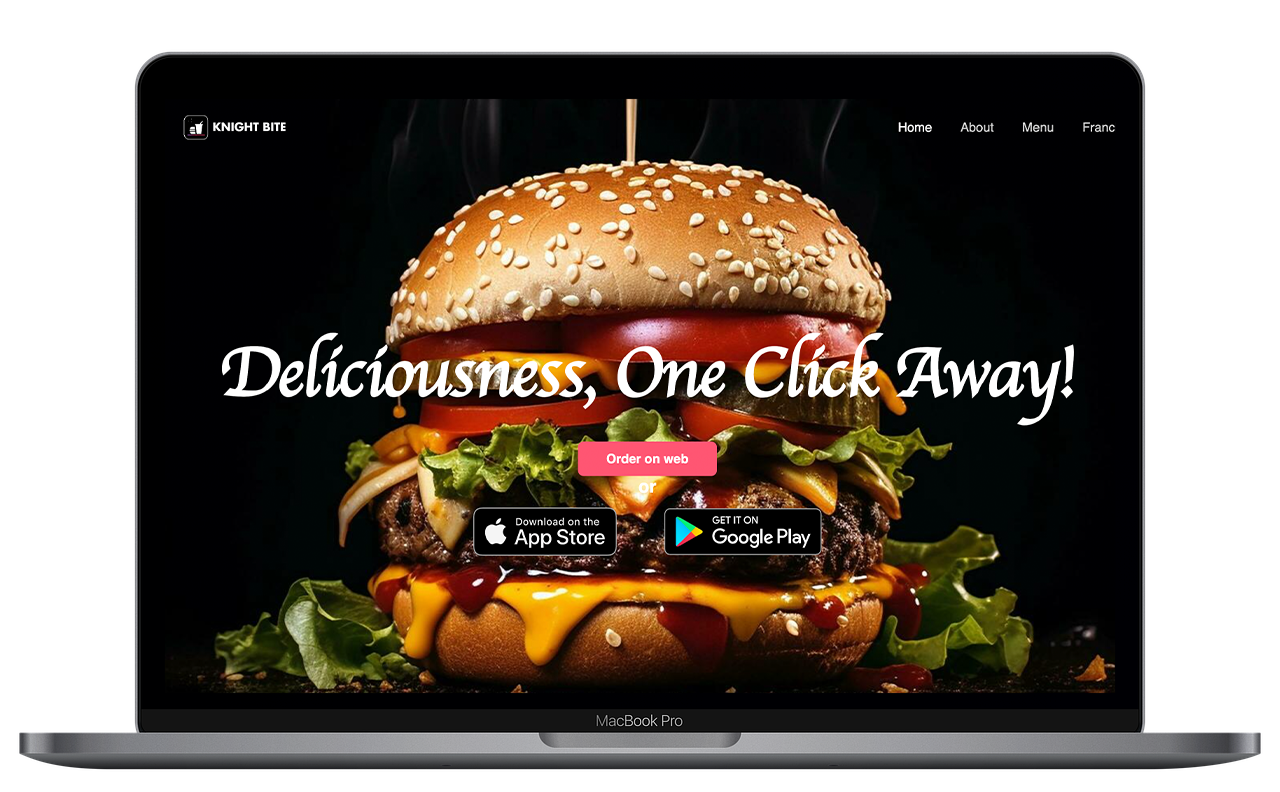 KNIGHT BITE
Home About Menu Franc
Deliciousness, One Click Away!
Order on web
or
Download on the
App Store
GET IT ON
Google Play
MacBook Pro